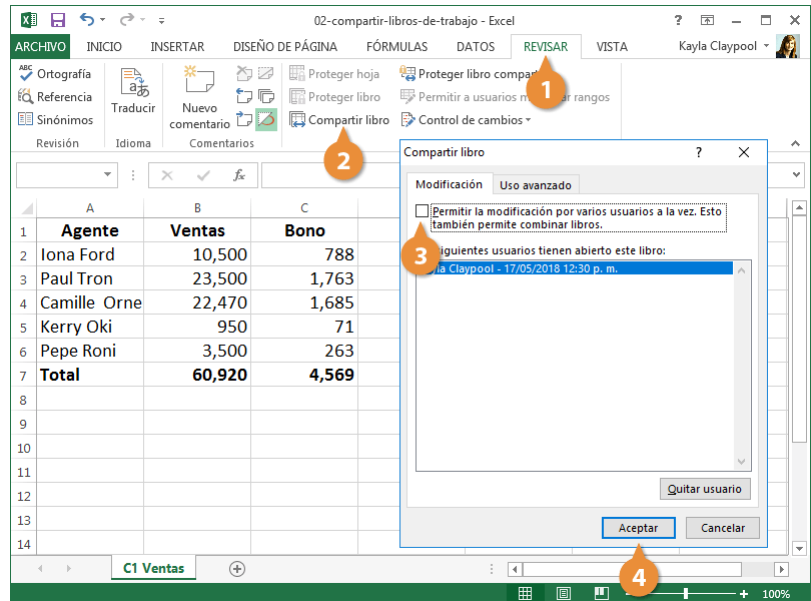 02-compartir-libros-de-trabajo - Excel
ARCHIVO INICIO INSERTAR DISEÑO DE PÁGINA FÓRMULAS DATOS REVISAR VISTA Kayla Claypool
ABC Ortografía
Referencia
Sinónimos
Revisión
Traducir
Idioma
Nuevo
comentario
Comentarios
Proteger hoja
Proteger libro
Compartir libro
Proteger libro
Permitir a usuarios rangos
Control de cambios
1
2
fx
A B C
1 Agente Ventas Bono
2 Iona Ford 10,500 788
3 Paul Tron 23,500 1,763
4 Camille Orne 22,470 1,685
5 Kerry Oki 950 71
6 Pepe Roni 3,500 263
7 Total 60,920 4,569
8
9
10
11
12
13
14
Compartir libro ? X
Modificación Uso avanzado
Permitir la modificación por varios usuarios a la vez. Esto
también permite combinar libros.
3
usuarios tienen abierto este libro:
Claypool - 17/05/2018 12:30 p. m.
Quitar usuario
Aceptar Cancelar
4
C1 Ventas
100%